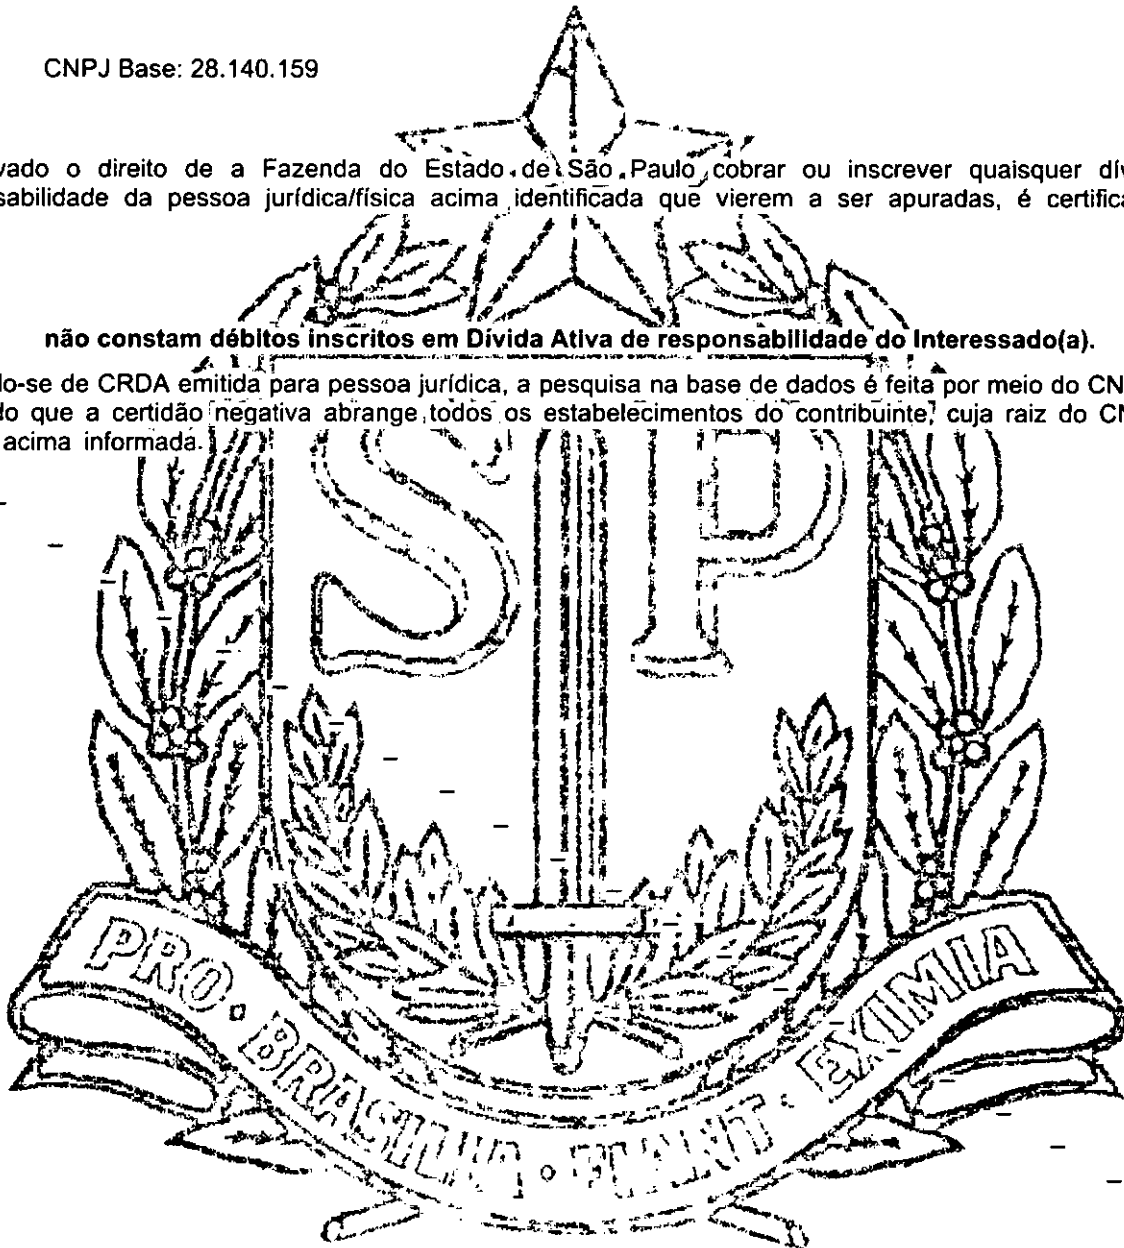 CNPJ Base: 28.140.159
vado o direito de a Fazenda do Estado de São Paulo cobrar ou inscrever quaisquer dív
sabilidade da pessoa jurídica/física acima identificada que vierem a ser apuradas, é certifica
não constam débitos inscritos em Dívida Ativa de responsabilidade do Interessado(a).
do-se de CRDA emitida para pessoa jurídica, a pesquisa na base de dados é feita por meio do CN
do que a certidão negativa abrange todos os estabelecimentos do contribuinte, cuja raiz do CN
acima informada.
SP
PRO BRASILIA FIANT EXIMIA